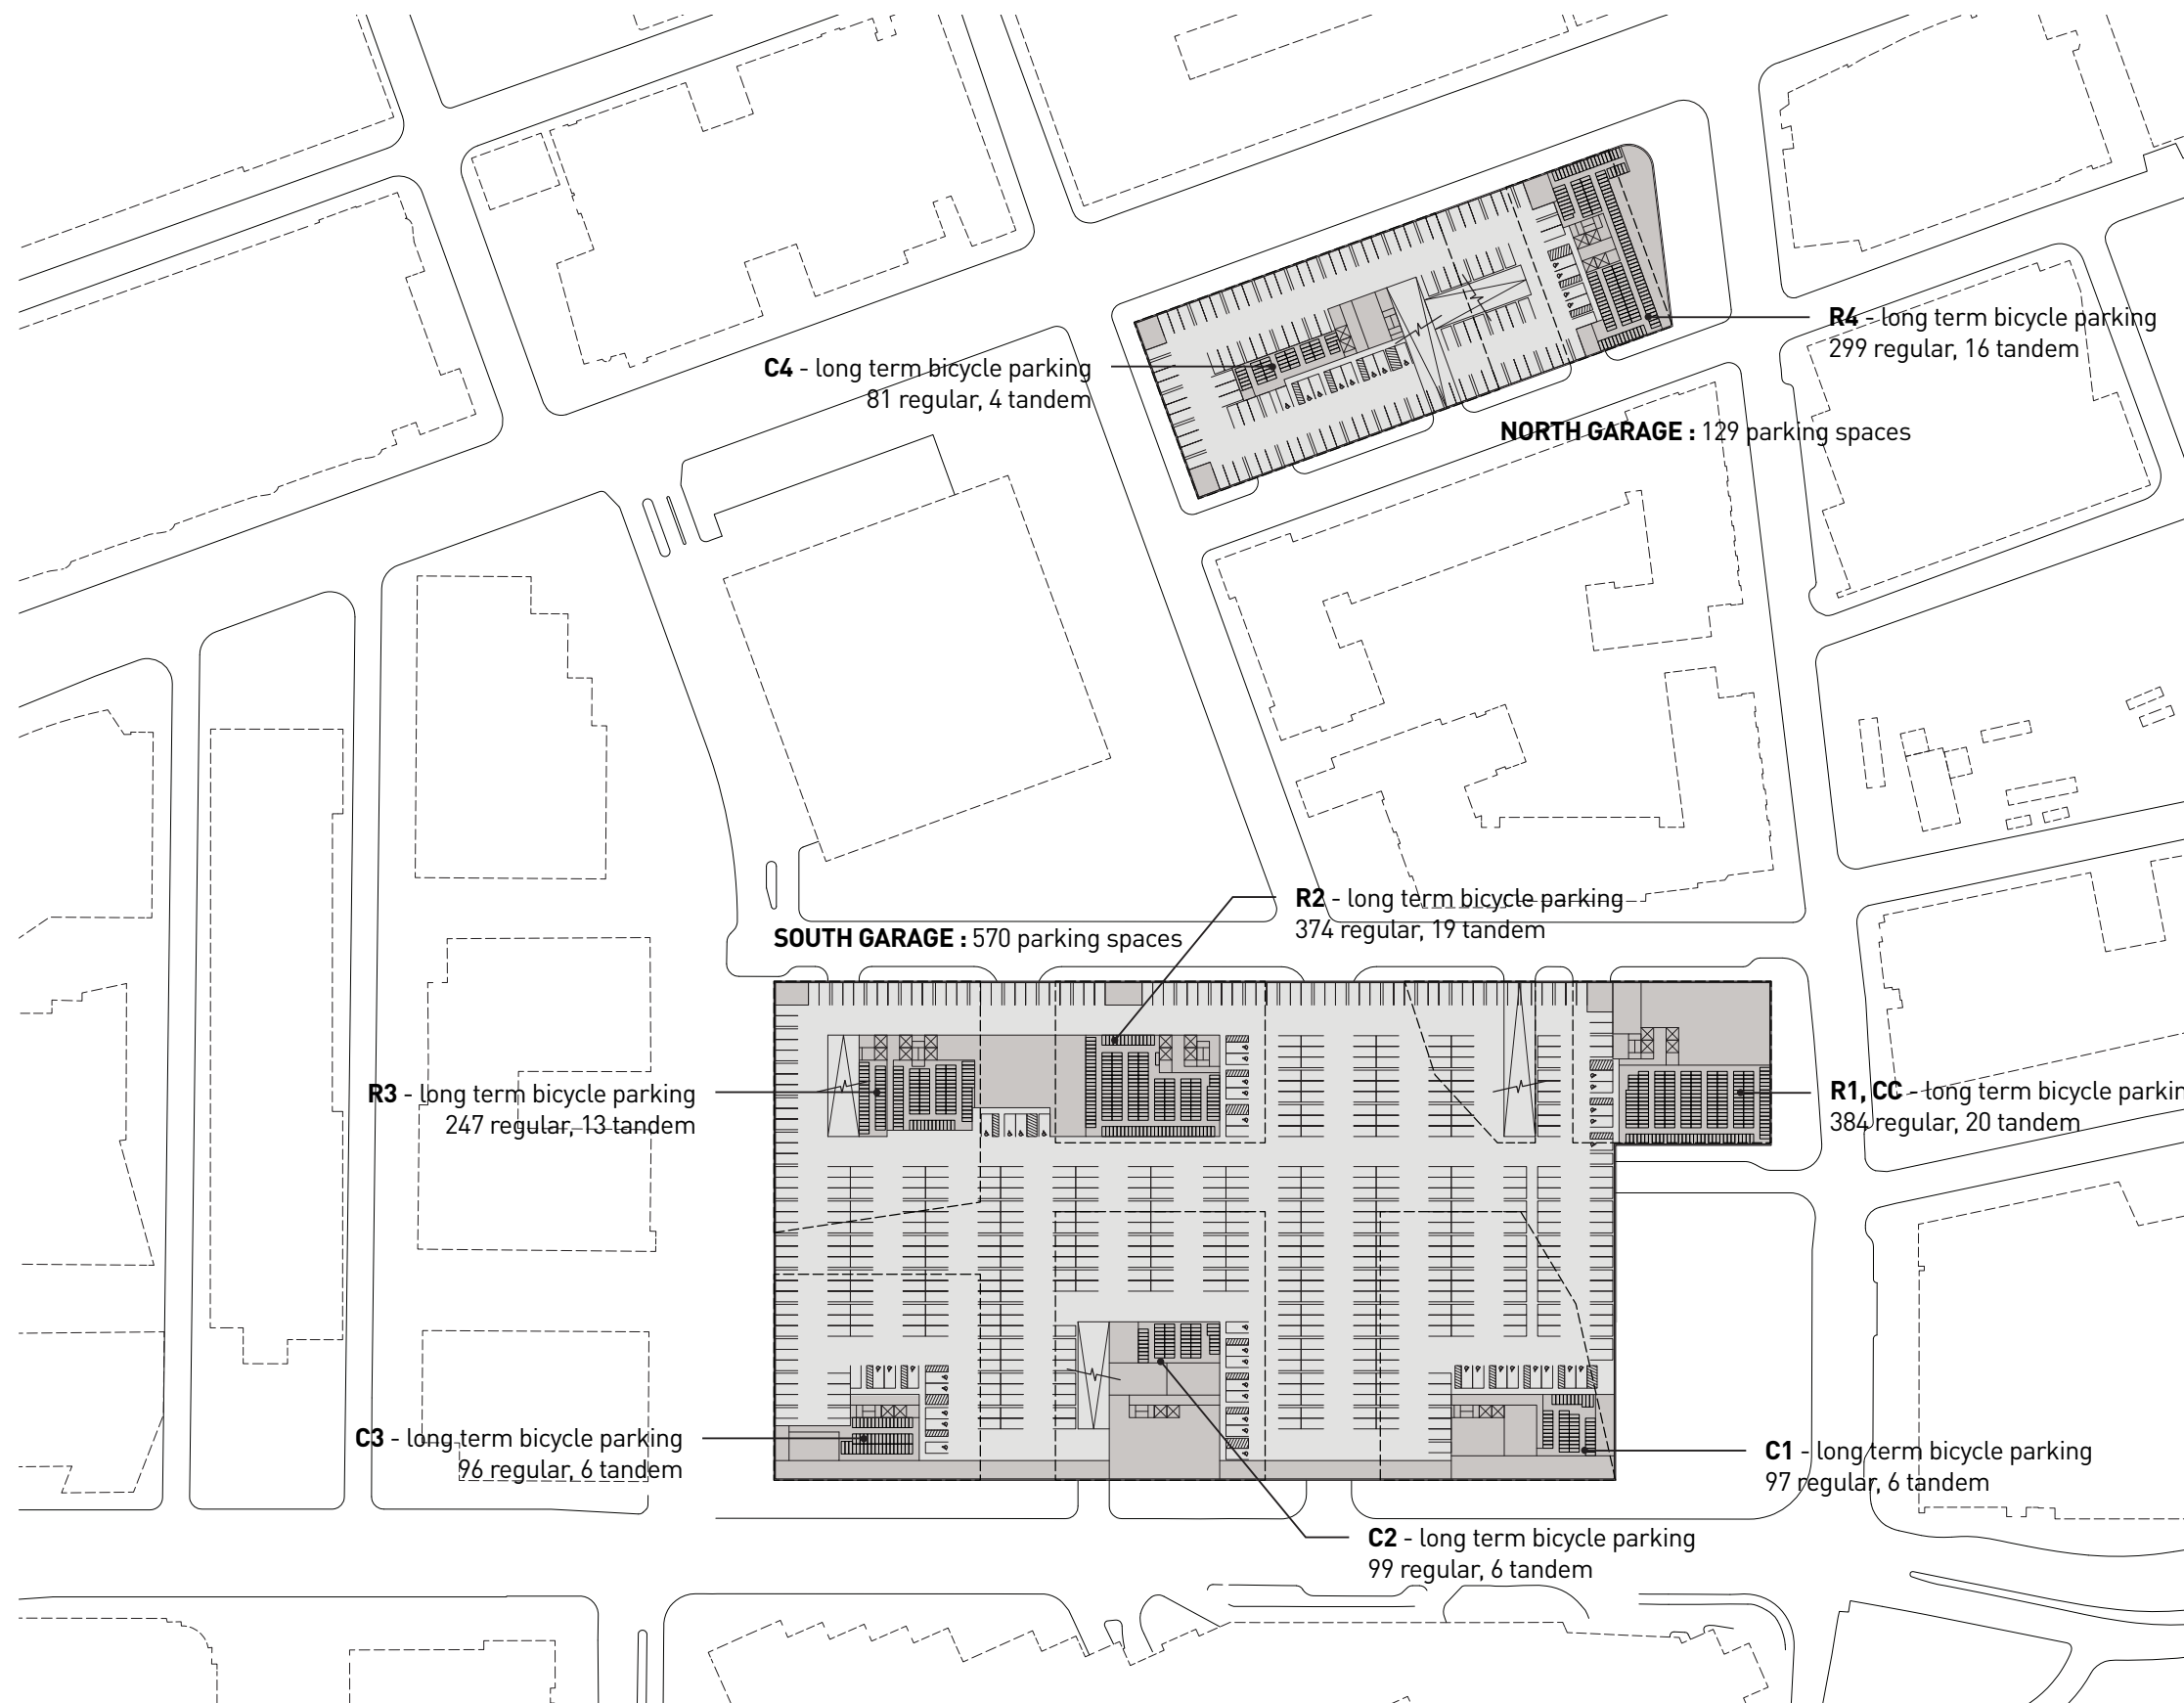 R4 - long term bicycle parking
299 regular, 16 tandem
C4 - long term bicycle parking
81 regular, 4 tandem
NORTH GARAGE : 129 parking spaces
R2 - long term bicycle parking
374 regular, 19 tandem
SOUTH GARAGE : 570 parking spaces
R3 - long term bicycle parking
247 regular, 13 tandem
R1, CC - long term bicycle parkin
384 regular, 20 tandem
C3 - long term bicycle parking
96 regular, 6 tandem
C1 - long term bicycle parking
97 regular, 6 tandem
C2 - long term bicycle parking
99 regular, 6 tandem